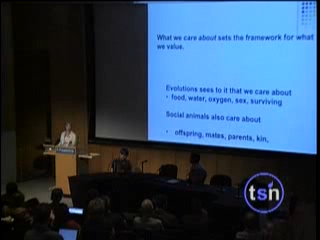 What we care about sets the framework for what
we value.
Evolutions sees to it that we care about
• food, water, oxygen, sex, surviving
Social animals also care about
• offspring, mates, parents, kin,
tsn